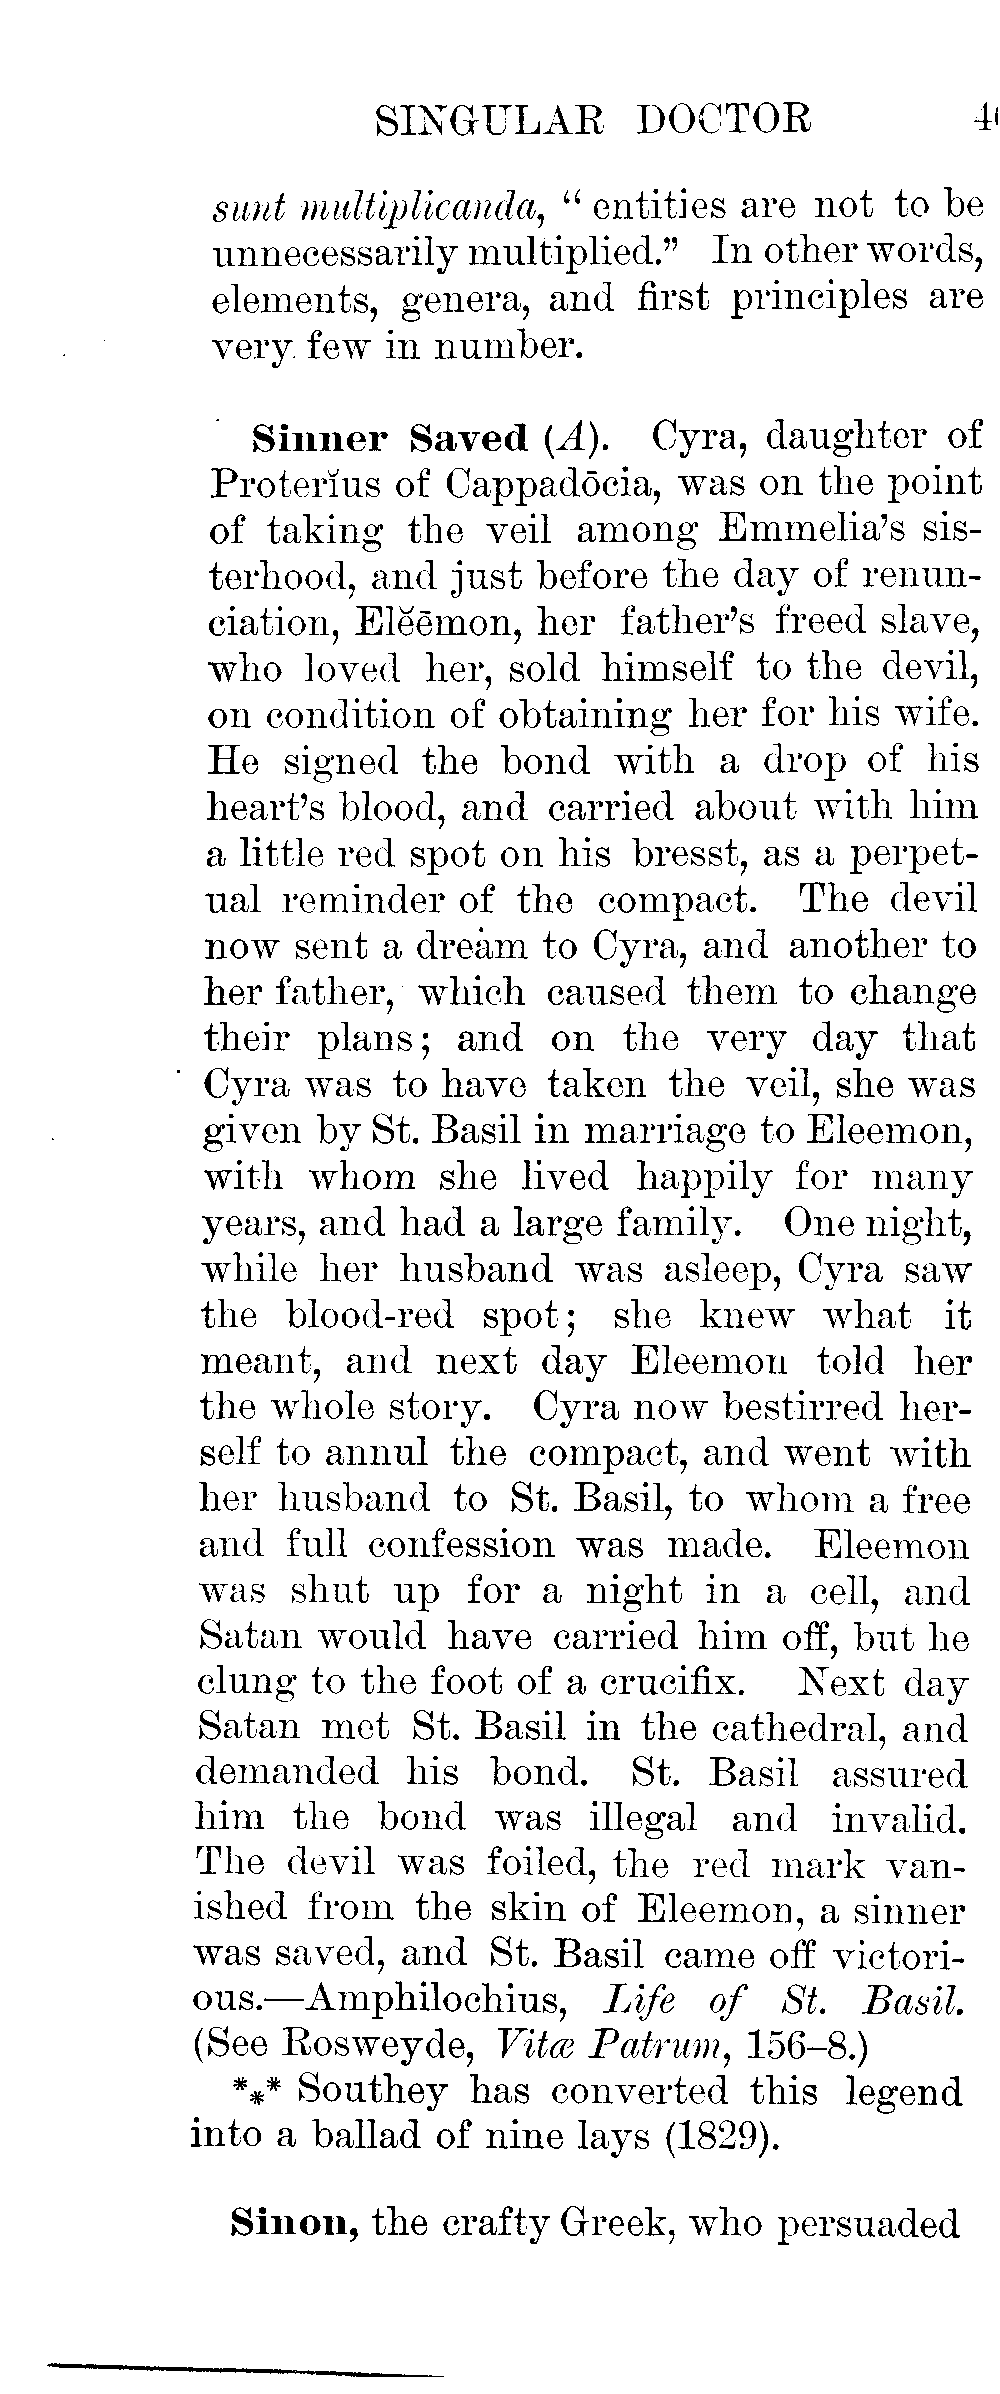 SINGULAR DOCTOR
sunt multiplicanda, “ entities are not to be
unnecessarily multiplied.” In other words,
elements, genera, and first principles are
very few in number.
Sinner Saved (A). Cyra, daughter of
Proterĭus of Cappadōcia, was on the point
of taking the veil among Emmelia’s sis-
terhood, and just before the day of renun-
ciation, Elĕēmon, her father’s freed slave,
who loved her, sold himself to the devil,
on condition of obtaining her for his wife.
He signed the bond with a drop of his
heart’s blood, and carried about with him
a little red spot on his bresst, as a perpet-
ual reminder of the compact. The devil
now sent a dream to Cyra, and another to
her father, which caused them to change
their plans; and on the very day that
Cyra was to have taken the veil, she was
given by St. Basil in marriage to Eleemon,
with whom she lived happily for many
years, and had a large family. One night,
while her husband was asleep, Cyra saw
the blood-red spot; she knew what it
meant, and next day Eleemon told her
the whole story. Cyra now bestirred her-
self to annul the compact, and went with
her husband to St. Basil, to whom a free
and full confession was made. Eleemon
was shut up for a night in a cell, and
Satan would have carried him off, but he
clung to the foot of a crucifix. Next day
Satan met St. Basil in the cathedral, and
demanded his bond. St. Basil assured
him the bond was illegal and invalid.
The devil was foiled, the red mark van-
ished from the skin of Eleemon, a sinner
was saved, and St. Basil came off victori-
ous.—Amphilochius, Life of St. Basil.
(See Rosweyde, Vitæ Patrum, 156–8.)
*** Southey has converted this legend
into a ballad of nine lays (1829).
Sinon, the crafty Greek, who persuaded